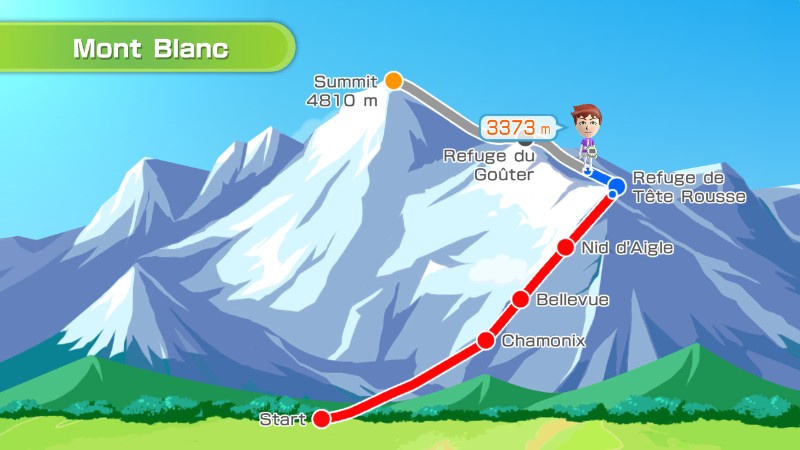 Mont Blanc
Summit
4810 m
3373 m
Refuge du
Goûter
Refuge de
Tête Rousse
Nid d'Aigle
Bellevue
Chamonix
Start